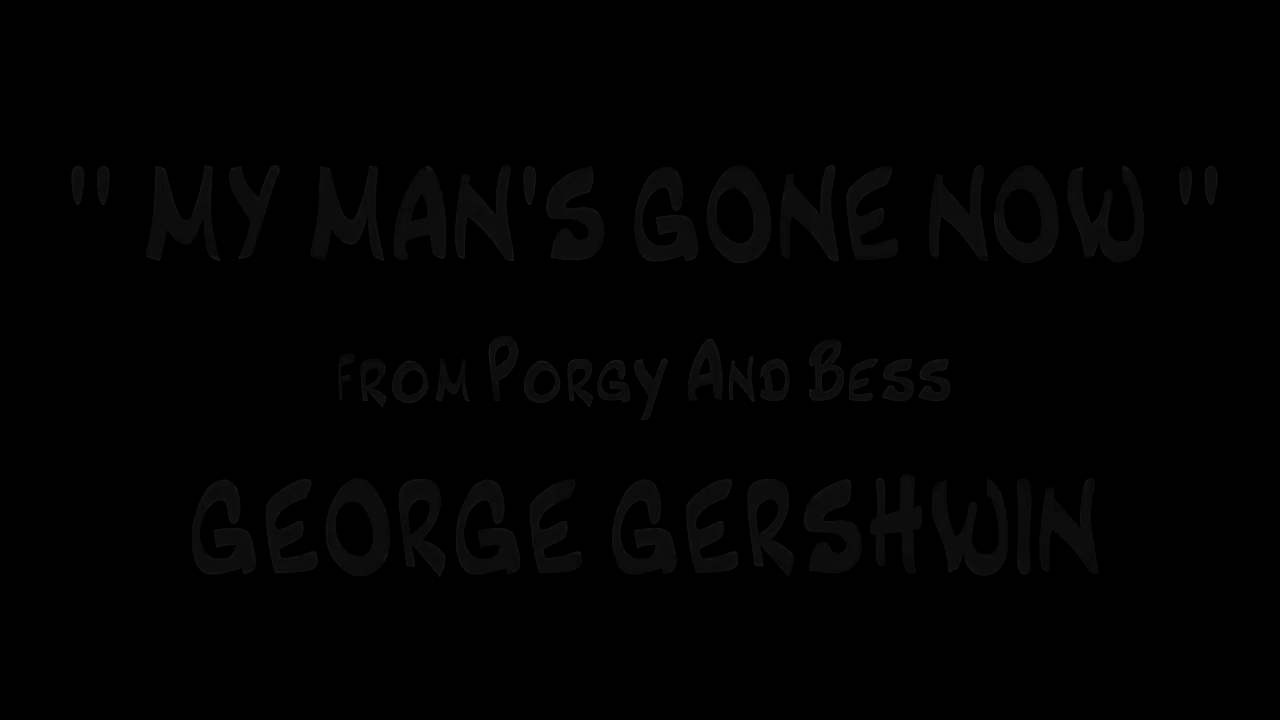 " MY MAN'S GONE NOW "
FROM PORGY AND BESS
GEORGE GERSHWIN